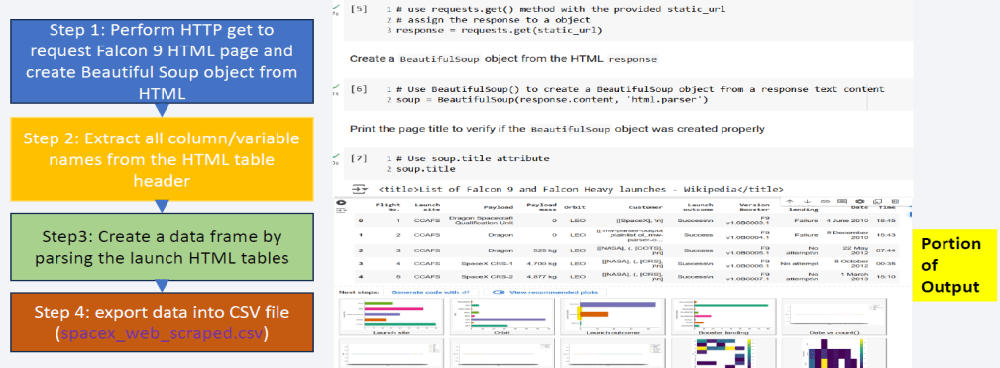 Step 1: Perform HTTP get to
request Falcon 9 HTML page and
create Beautiful Soup object from
HTML
Step 2: Extract all column/variable
names from the HTML table
header
Step3: Create a data frame by
parsing the launch HTML tables
Step 4: export data into CSV file
(spacex_web_scraped.csv)
[5] 1 # use requests.get() method with the provided static_url
2 # assign the response to a object
3 response = requests.get(static_url)
Create a BeautifulSoup object from the HTML response
[6] 1 # Use BeautifulSoup() to create a BeautifulSoup object from a response text content
2 soup = BeautifulSoup(response.content, 'html.parser')
Print the page title to verify if the BeautifulSoup object was created properly
[7] 1 # Use soup.title attribute
2 soup.title
<title>List of Falcon 9 and Falcon Heavy launches - Wikipedia</title>
Flight No. Launch site Payload Payload mass Orbit Customer Launch outcome Version Booster landing Date Time
0 1 CCAFS Dragon Spacecraft Qualification Unit 0 LEO [[SpaceX], \n] Success\n F9 v1.0B0003.1 Failure 4 June 2010 18:45
1 2 CCAFS Dragon 0 LEO [[.mw-parser-output .plainlist ol,.mw-parser-o... Success F9 v1.0B0004.1 Failure 8 December 2010 15:43
2 3 CCAFS Dragon 525 kg LEO [[NASA], (, [COTS], )\n] Success F9 v1.0B0005.1 No attempt\n 22 May 2012 07:44
3 4 CCAFS SpaceX CRS-1 4,700 kg LEO [[NASA], (, [CRS], )\n] Success\n F9 v1.0B0006.1 No attempt 8 October 2012 00:35
4 5 CCAFS SpaceX CRS-2 4,877 kg LEO [[NASA], (, [CRS], )\n] Success\n F9 v1.0B0007.1 No attempt\n 1 March 2013 15:10
Next steps: Generate code with df View recommended plots
Launch site Orbit Launch outcome Booster landing Date vs count()
Portion
of
Output